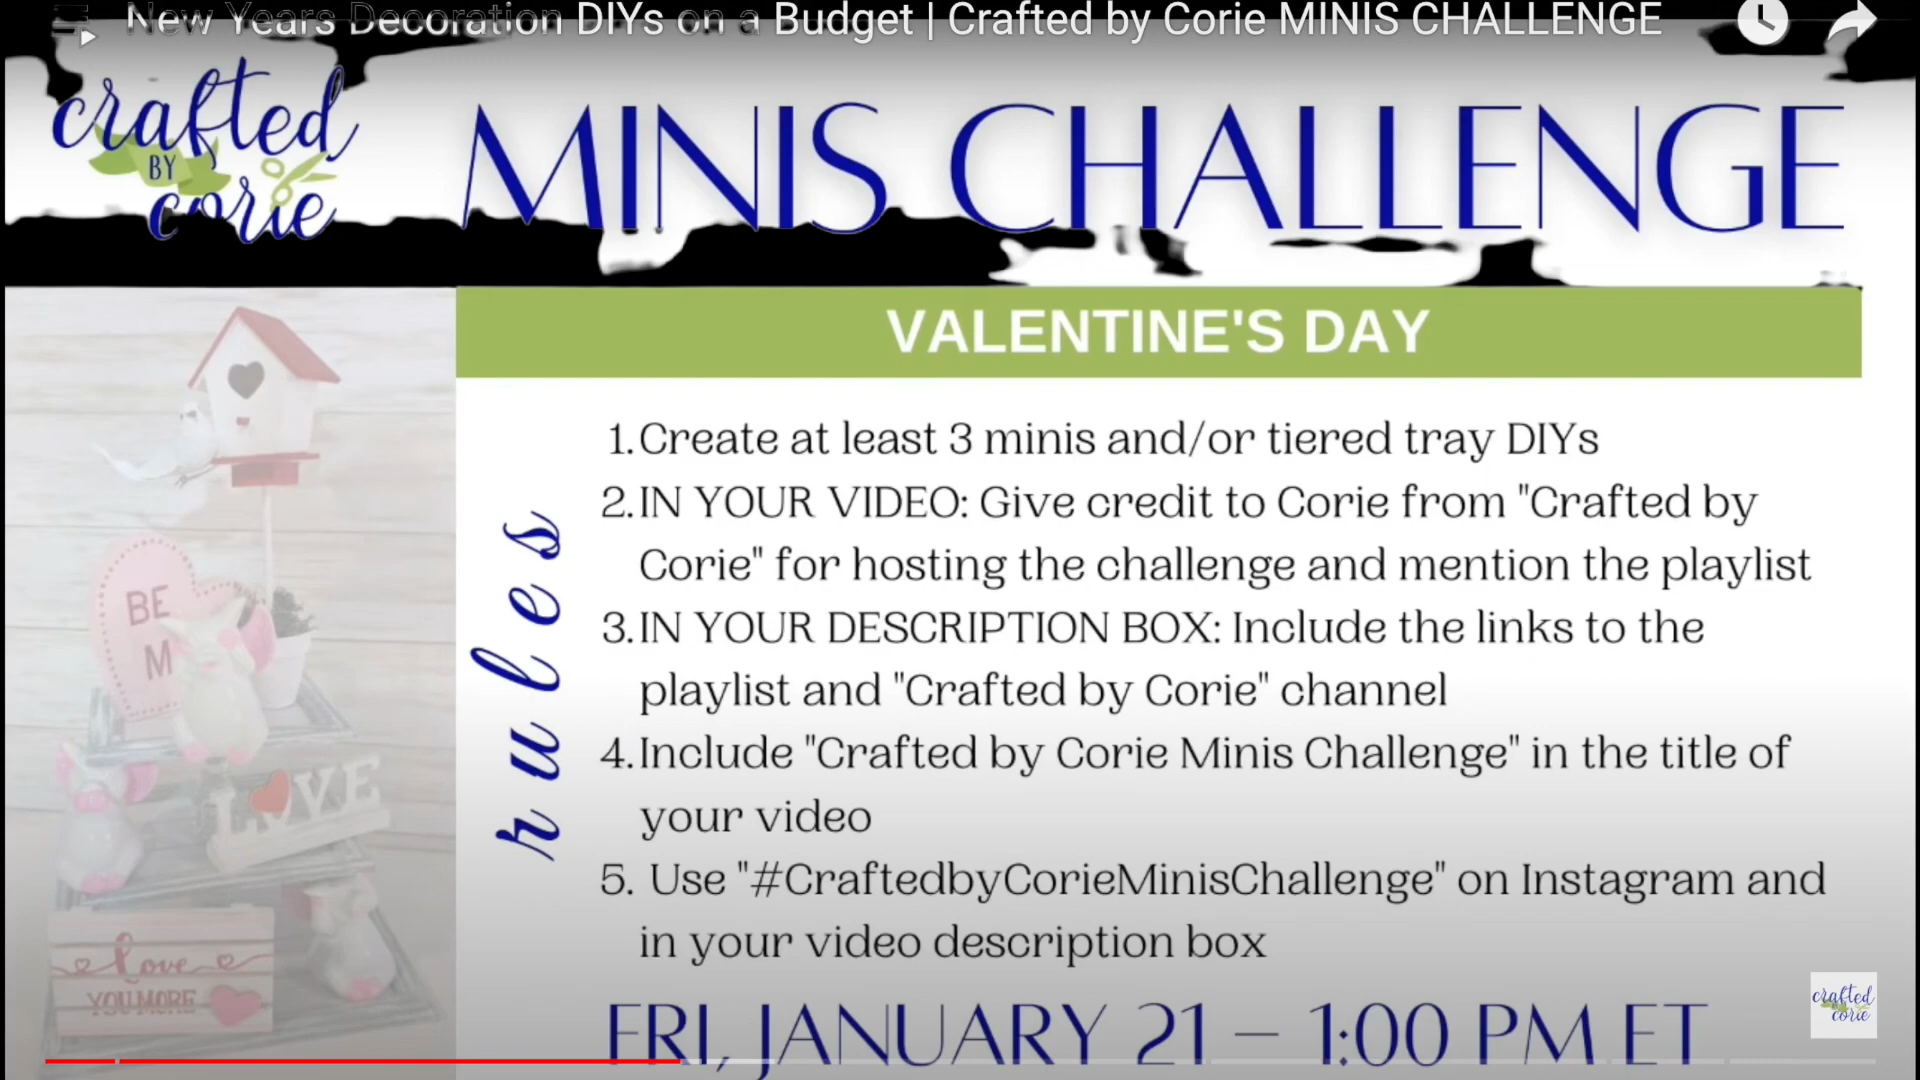 New Years Decoration DIYs on a Budget | Crafted by Corie MINIS CHALLENGE
crafted
BY
corie
MINIS CHALLENGE
VALENTINE'S DAY
rules
1. Create at least 3 minis and/or tiered tray DIYs
2. IN YOUR VIDEO: Give credit to Corie from "Crafted by
Corie" for hosting the challenge and mention the playlist
3. IN YOUR DESCRIPTION BOX: Include the links to the
playlist and "Crafted by Corie" channel
4. Include "Crafted by Corie Minis Challenge" in the title of
your video
5. Use "#CraftedbyCorieMinisChallenge" on Instagram and
in your video description box
FRI, JANUARY 21 – 1:00 PM ET
BE
M
LOVE
love
YOU MORE
crafted
corie